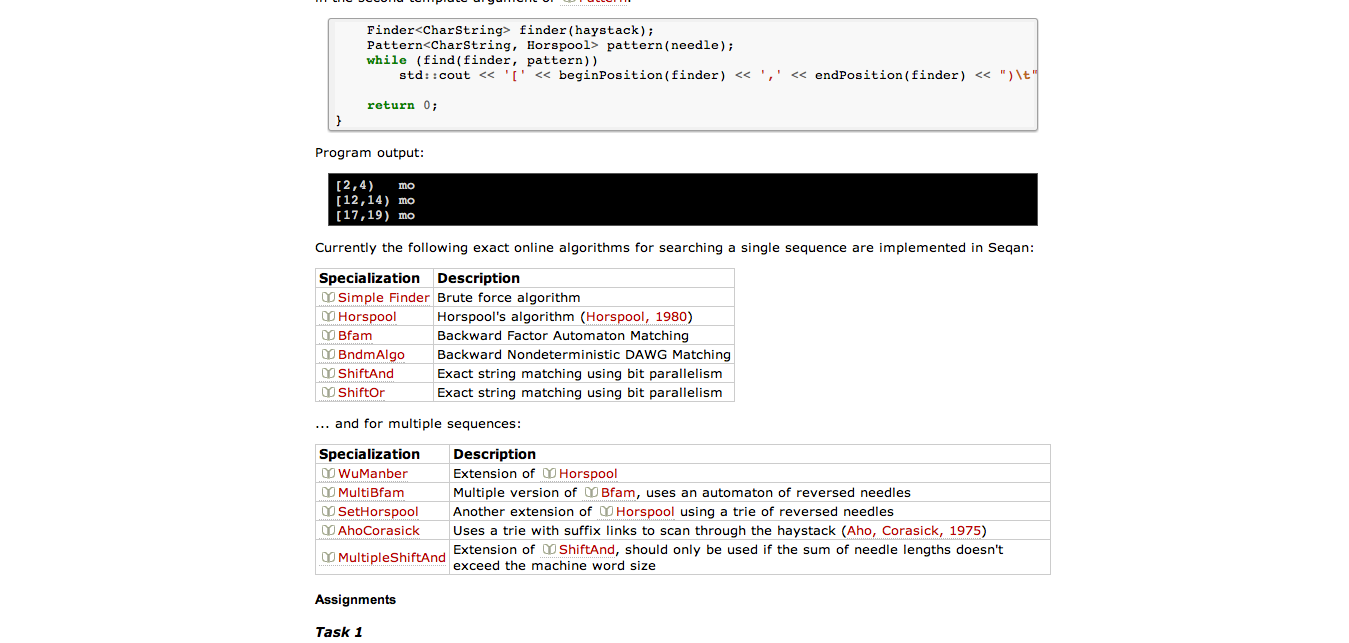 Finder<CharString> finder(haystack);
Pattern<CharString, Horspool> pattern(needle);
while (find(finder, pattern))
std::cout << '[' << beginPosition(finder) << ',' << endPosition(finder) << ")\t"
return 0;
}
Program output:
[2,4) mo
[12,14) mo
[17,19) mo
Currently the following exact online algorithms for searching a single sequence are implemented in Seqan:
Specialization Description
Simple Finder Brute force algorithm
Horspool Horspool's algorithm (Horspool, 1980)
Bfam Backward Factor Automaton Matching
BndmAlgo Backward Nondeterministic DAWG Matching
ShiftAnd Exact string matching using bit parallelism
ShiftOr Exact string matching using bit parallelism
... and for multiple sequences:
Specialization Description
WuManber Extension of Horspool
MultiBfam Multiple version of Bfam, uses an automaton of reversed needles
SetHorspool Another extension of Horspool using a trie of reversed needles
AhoCorasick Uses a trie with suffix links to scan through the haystack (Aho, Corasick, 1975)
MultipleShiftAnd Extension of ShiftAnd, should only be used if the sum of needle lengths doesn't
exceed the machine word size
Assignments
Task 1